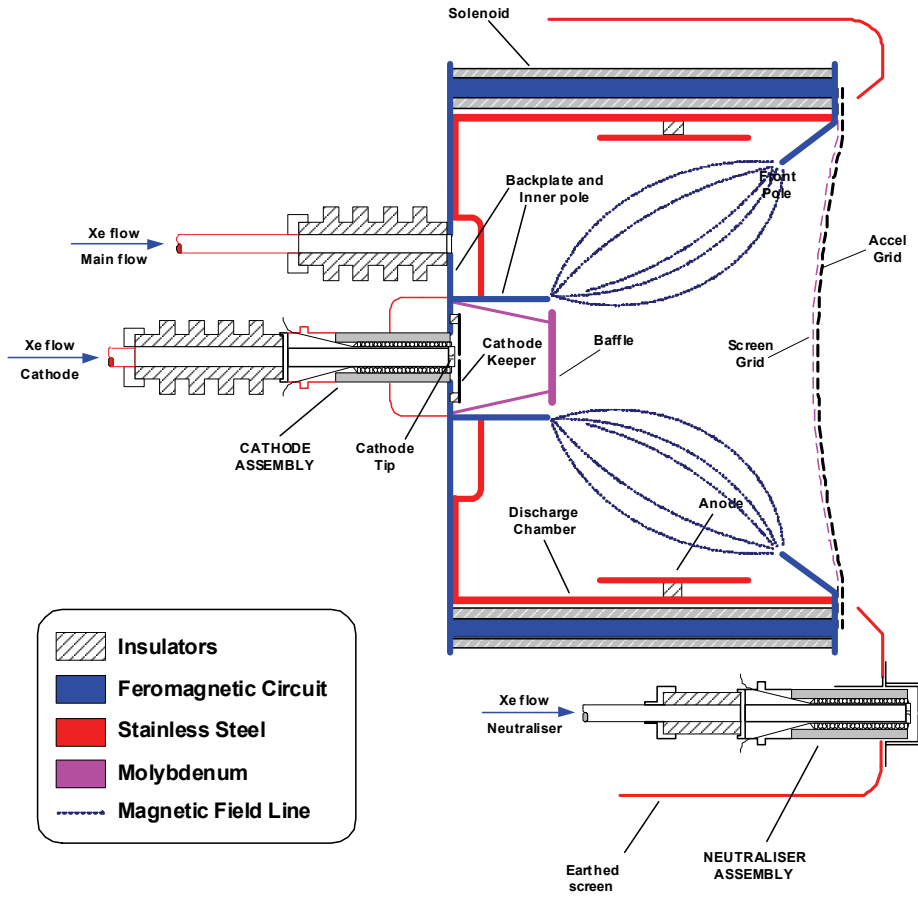 Solenoid
Backplate and
Inner pole
Front
Pole
Xe flow
Main flow
Accel
Grid
Xe flow
Cathode
Cathode
Keeper
Baffle
Screen
Grid
CATHODE
ASSEMBLY
Cathode
Tip
Discharge
Chamber
Anode
Insulators
Feromagnetic Circuit
Stainless Steel
Molybdenum
Magnetic Field Line
Xe flow
Neutraliser
Earthed
screen
NEUTRALISER
ASSEMBLY